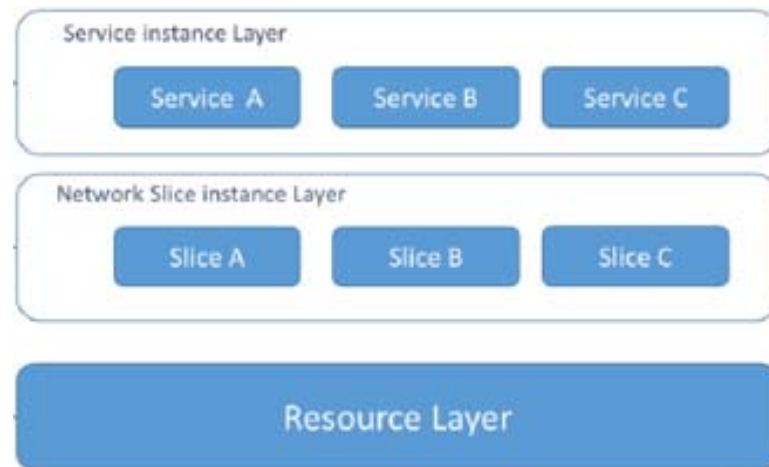 Service instance Layer
Service A Service B Service C
Network Slice instance Layer
Slice A Slice B Slice C
Resource Layer